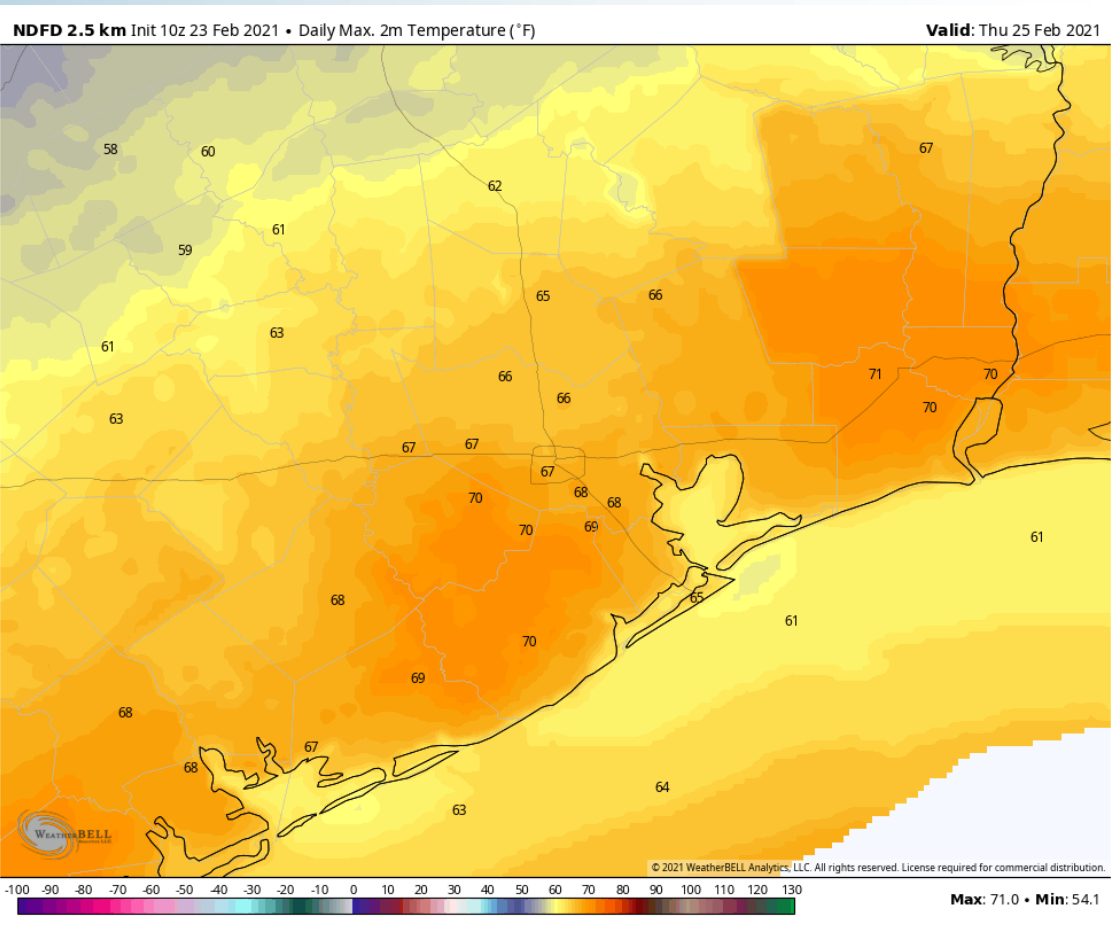 NDFD 2.5 km Init 10z 23 Feb 2021 • Daily Max. 2m Temperature (°F) Valid: Thu 25 Feb 2021
58 60 67
62
61
59
65 66
63
61
66 71 70
66 70
63
67 67
67
70 68 68
70 69
61
68 65
61
70
69
68
67
68
64
63
WEATHERBELL
© 2021 WeatherBELL Analytics, LLC. All rights reserved. License required for commercial distribution.
-100 -90 -80 -70 -60 -50 -40 -30 -20 -10 0 10 20 30 40 50 60 70 80 90 100 110 120 130
Max: 71.0 • Min: 54.1